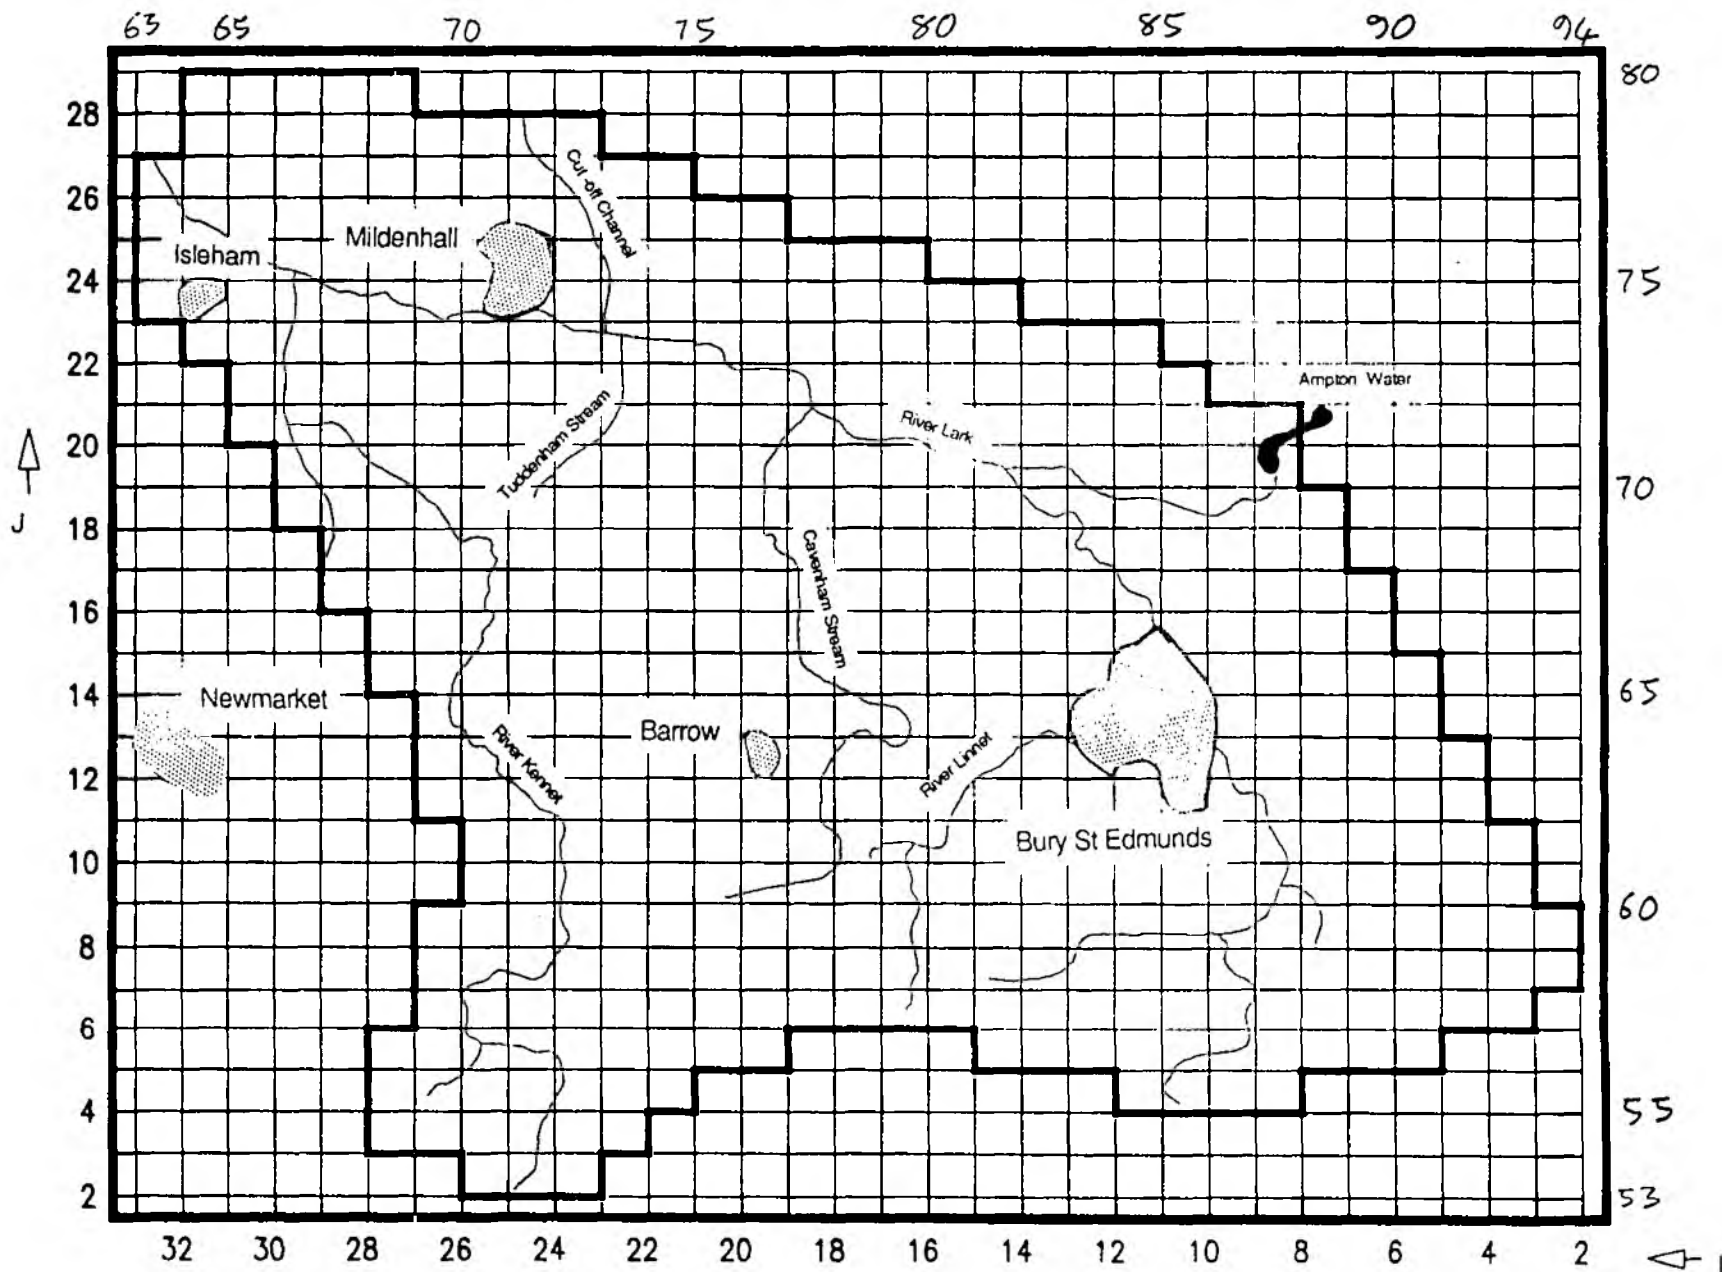 63 65 70 75 80 85 90 94
80
28
Cut-off Channel
26
Mildenhall
Isleham
24
75
22
Ampton Water
River Lark
20
Tuddenham Stream
70
J
18
Cavenham Stream
16
Newmarket
14
65
Barrow
River Kennet
River Linnet
12
Bury St Edmunds
10
60
8
6
4
55
2
53
32 30 28 26 24 22 20 18 16 14 12 10 8 6 4 2